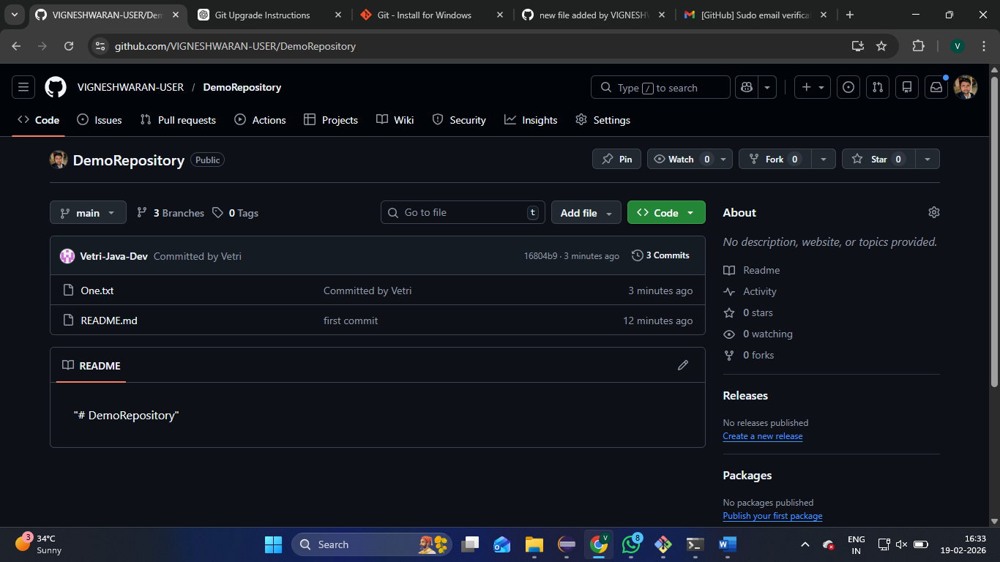 VIGNESHWARAN-USER/Dem
Git Upgrade Instructions
Git - Install for Windows
new file added by VIGNESHW
[GitHub] Sudo email verifica
github.com/VIGNESHWARAN-USER/DemoRepository
V
VIGNESHWARAN-USER / DemoRepository
Type / to search
Code Issues Pull requests Actions Projects Wiki Security Insights Settings
DemoRepository Public
Pin Watch 0 Fork 0 Star 0
main 3 Branches 0 Tags
Go to file t Add file Code
Vetri-Java-Dev Committed by Vetri 16804b9 · 3 minutes ago 3 Commits
One.txt Committed by Vetri 3 minutes ago
README.md first commit 12 minutes ago
README
"# DemoRepository"
About
No description, website, or topics provided.
Readme
Activity
0 stars
0 watching
0 forks
Releases
No releases published
Create a new release
Packages
No packages published
Publish your first package
3
34°C
Sunny
Search
V
8
ENG
IN
16:33
19-02-2026